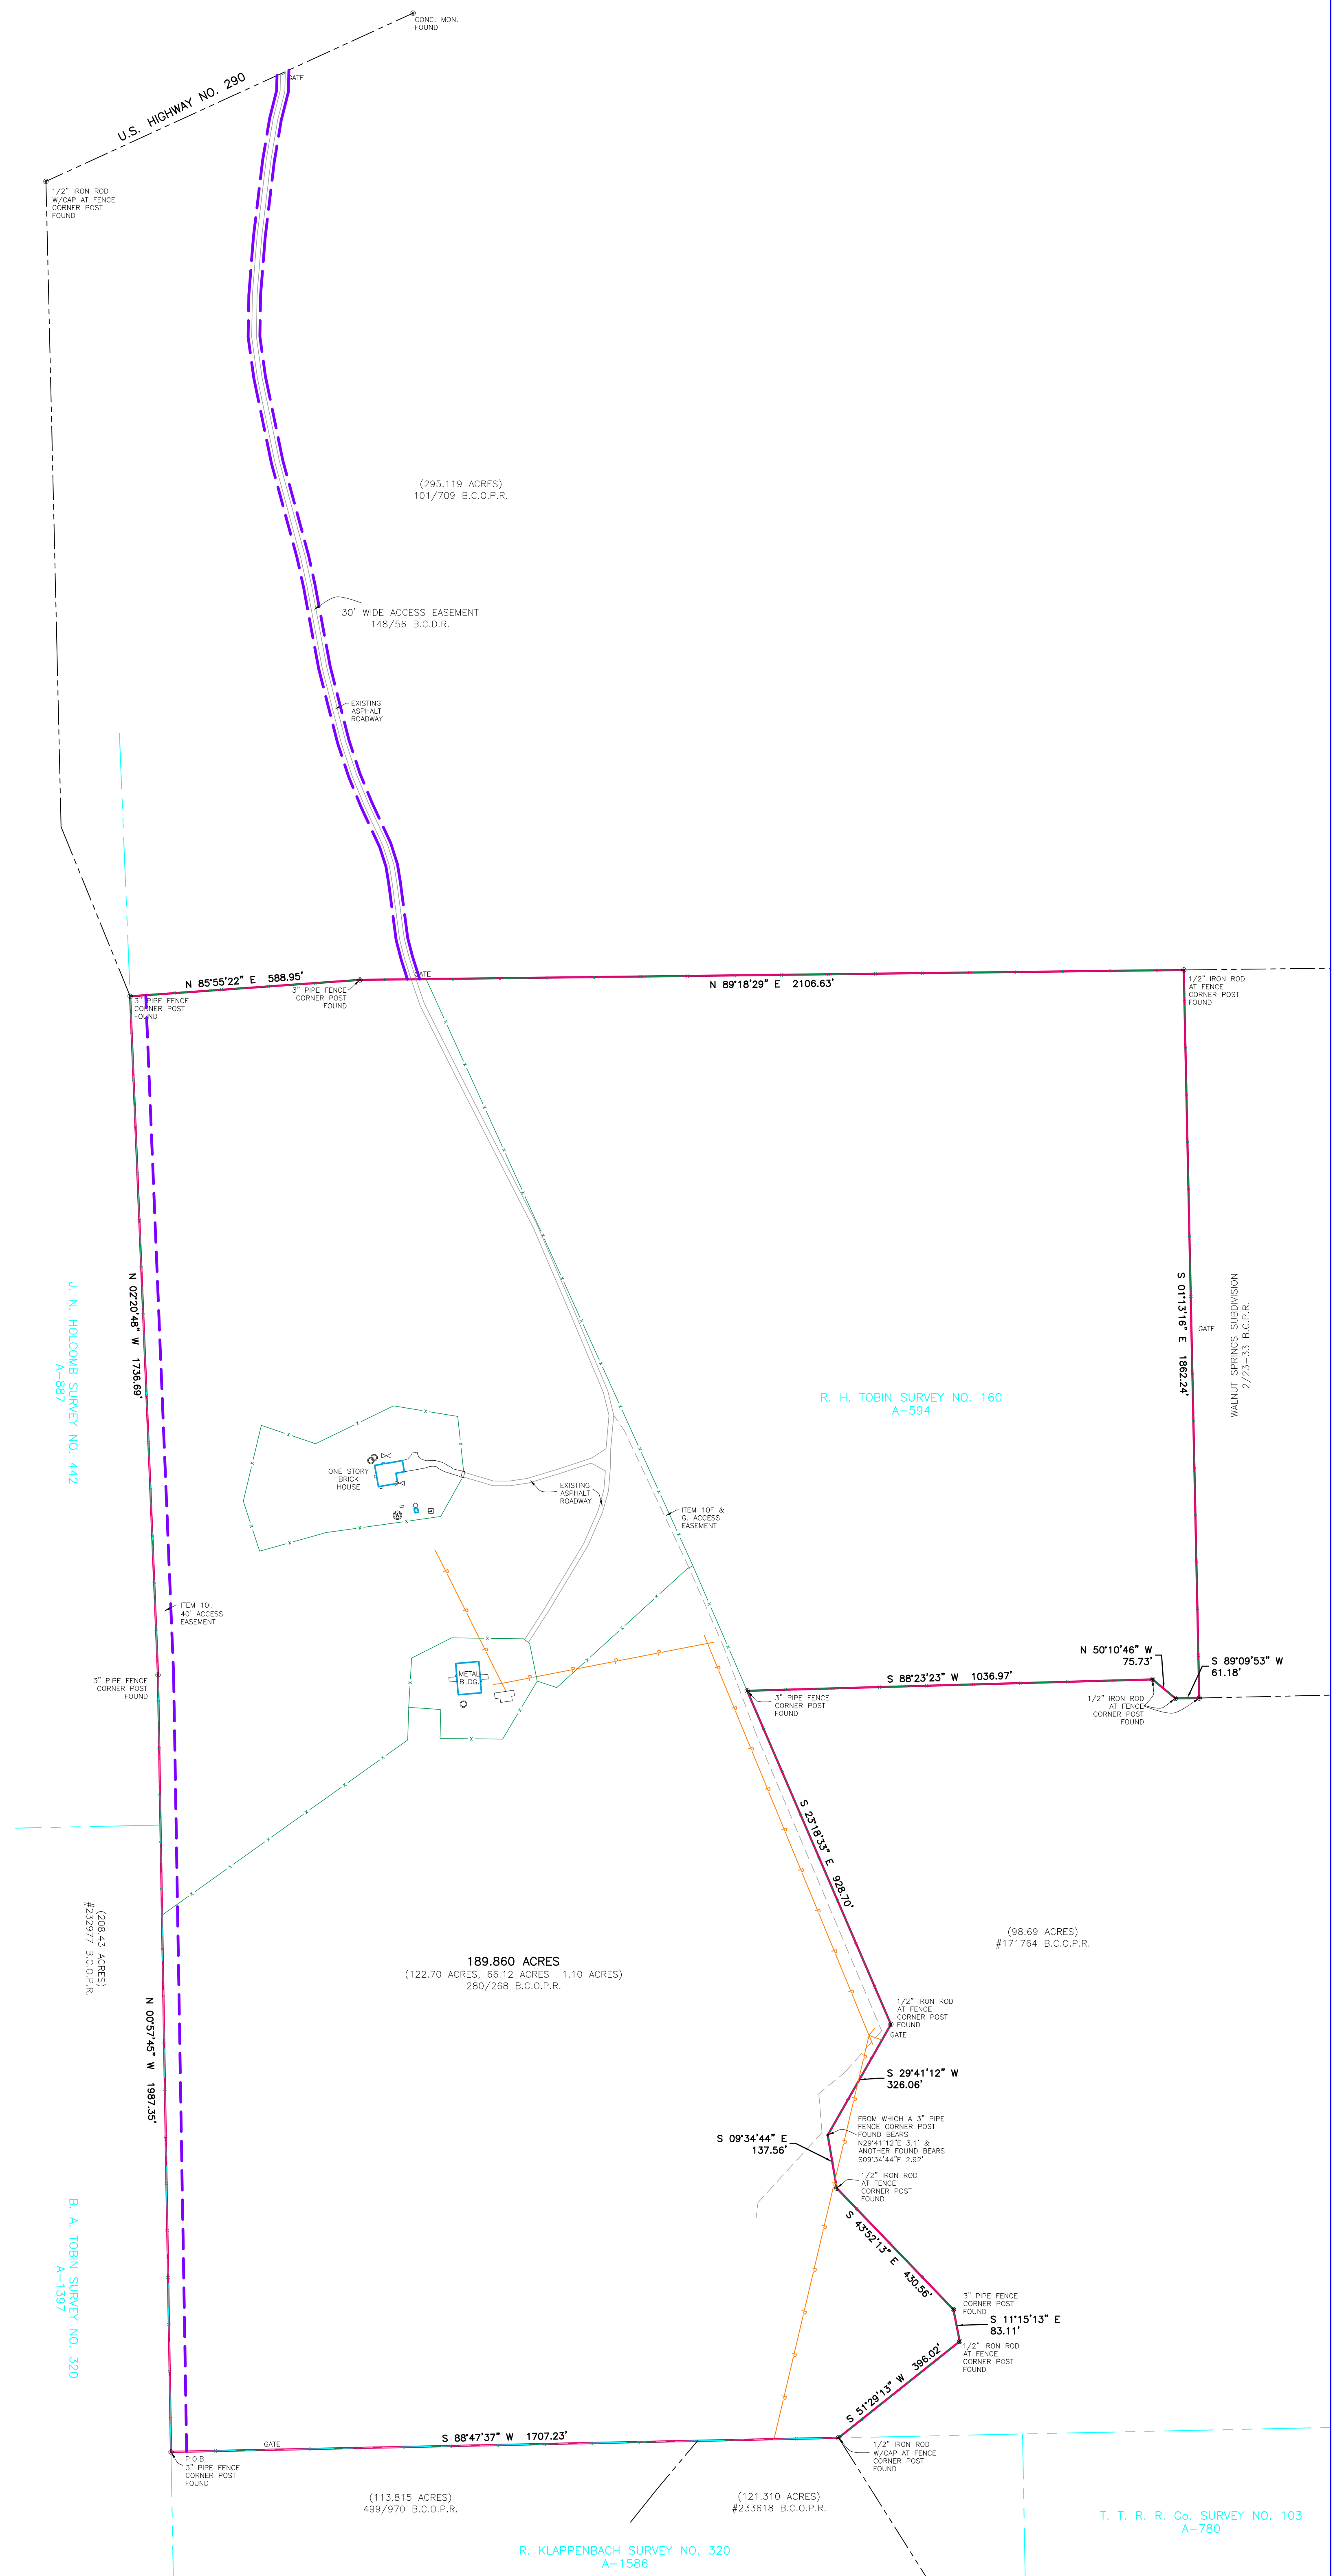 CONC. MON.
FOUND
GATE
U.S. HIGHWAY NO. 290
1/2" IRON ROD
W/CAP AT FENCE
CORNER POST
FOUND
(295.119 ACRES)
101/709 B.C.O.P.R.
30' WIDE ACCESS EASEMENT
148/56 B.C.D.R.
EXISTING
ASPHALT
ROADWAY
N 85°55'22" E 588.95'
GATE
N 89°18'29" E 2106.63'
3" PIPE FENCE
CORNER POST
FOUND
3" PIPE FENCE
CORNER POST
FOUND
1/2" IRON ROD
AT FENCE
CORNER POST
FOUND
N 02°20'48" W 1736.69'
J. N. HOLCOMB SURVEY NO. 442
A-887
S 01°13'16" E 1862.24'
GATE
WALNUT SPRINGS SUBDIVISION
2/23-33 B.C.P.R.
R. H. TOBIN SURVEY NO. 160
A-594
ONE STORY
BRICK
HOUSE
W
EXISTING
ASPHALT
ROADWAY
ITEM 10F &
G. ACCESS
EASEMENT
ITEM 10I.
40' ACCESS
EASEMENT
METAL
BLDG.
3" PIPE FENCE
CORNER POST
FOUND
N 50°10'46" W
75.73'
S 89°09'53" W
61.18'
S 88°23'23" W 1036.97'
3" PIPE FENCE
CORNER POST
FOUND
1/2" IRON ROD
AT FENCE
CORNER POST
FOUND
S 23°18'33" E 928.70'
(208.43 ACRES)
#232977 B.C.O.P.R.
189.860 ACRES
(122.70 ACRES, 66.12 ACRES 1.10 ACRES)
280/268 B.C.O.P.R.
(98.69 ACRES)
#171764 B.C.O.P.R.
1/2" IRON ROD
AT FENCE
CORNER POST
FOUND
GATE
N 00°57'45" W 1987.35'
S 29°41'12" W
326.06'
FROM WHICH A 3" PIPE
FENCE CORNER POST
FOUND BEARS
N29°41'12"E 3.1' &
ANOTHER FOUND BEARS
S09°34'44"E 2.92'
S 09°34'44" E
137.56'
1/2" IRON ROD
AT FENCE
CORNER POST
FOUND
S 43°52'13" E 430.56'
B. A. TOBIN SURVEY NO. 320
A-1397
3" PIPE FENCE
CORNER POST
FOUND
S 11°15'13" E
83.11'
1/2" IRON ROD
AT FENCE
CORNER POST
FOUND
S 51°29'13" W 396.02'
GATE
S 88°47'37" W 1707.23'
P.O.B.
3" PIPE FENCE
CORNER POST
FOUND
1/2" IRON ROD
W/CAP AT FENCE
CORNER POST
FOUND
(113.815 ACRES)
499/970 B.C.O.P.R.
(121.310 ACRES)
#233618 B.C.O.P.R.
T. T. R. R. Co. SURVEY NO. 103
A-780
R. KLAPPENBACH SURVEY NO. 320
A-1586